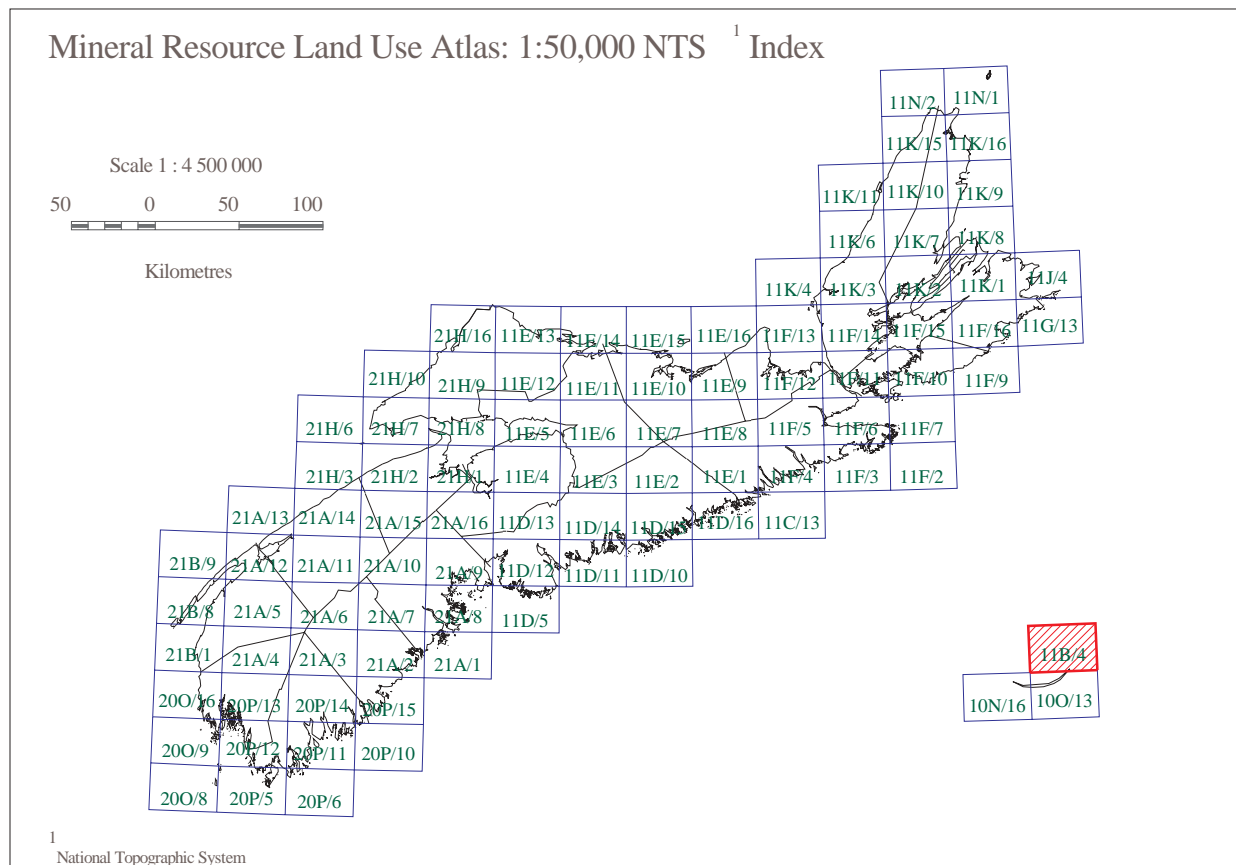 Mineral Resource Land Use Atlas: 1:50,000 NTS 1 Index
11N/2 11N/1
Scale 1 : 4 500 000
11K/15 11K/16
50 0 50 100
11K/11 11K/10 11K/9
Kilometres
11K/6 11K/7 11K/8
11K/4 11K/3 11K/2 11K/1 11J/4
21H/16 11E/13 11E/14 11E/15 11E/16 11F/13 11F/14 11F/15 11F/16 11G/13
21H/10 21H/9 11E/12 11E/11 11E/10 11E/9 11F/12 11F/11 11F/10 11F/9
21H/6 21H/7 21H/8 11E/5 11E/6 11E/7 11E/8 11F/5 11F/6 11F/7
21H/3 21H/2 21H/1 11E/4 11E/3 11E/2 11E/1 11F/4 11F/3 11F/2
21A/13 21A/14 21A/15 21A/16 11D/13 11D/14 11D/15 11D/16 11C/13
21B/9 21A/12 21A/11 21A/10 21A/9 11D/12 11D/11 11D/10
21B/8 21A/5 21A/6 21A/7 21A/8 11D/5
21B/1 21A/4 21A/3 21A/2 21A/1 11B/4
20O/16 20P/13 20P/14 20P/15 10N/16 10O/13
20O/9 20P/12 20P/11 20P/10
20O/8 20P/5 20P/6
1
National Topographic System